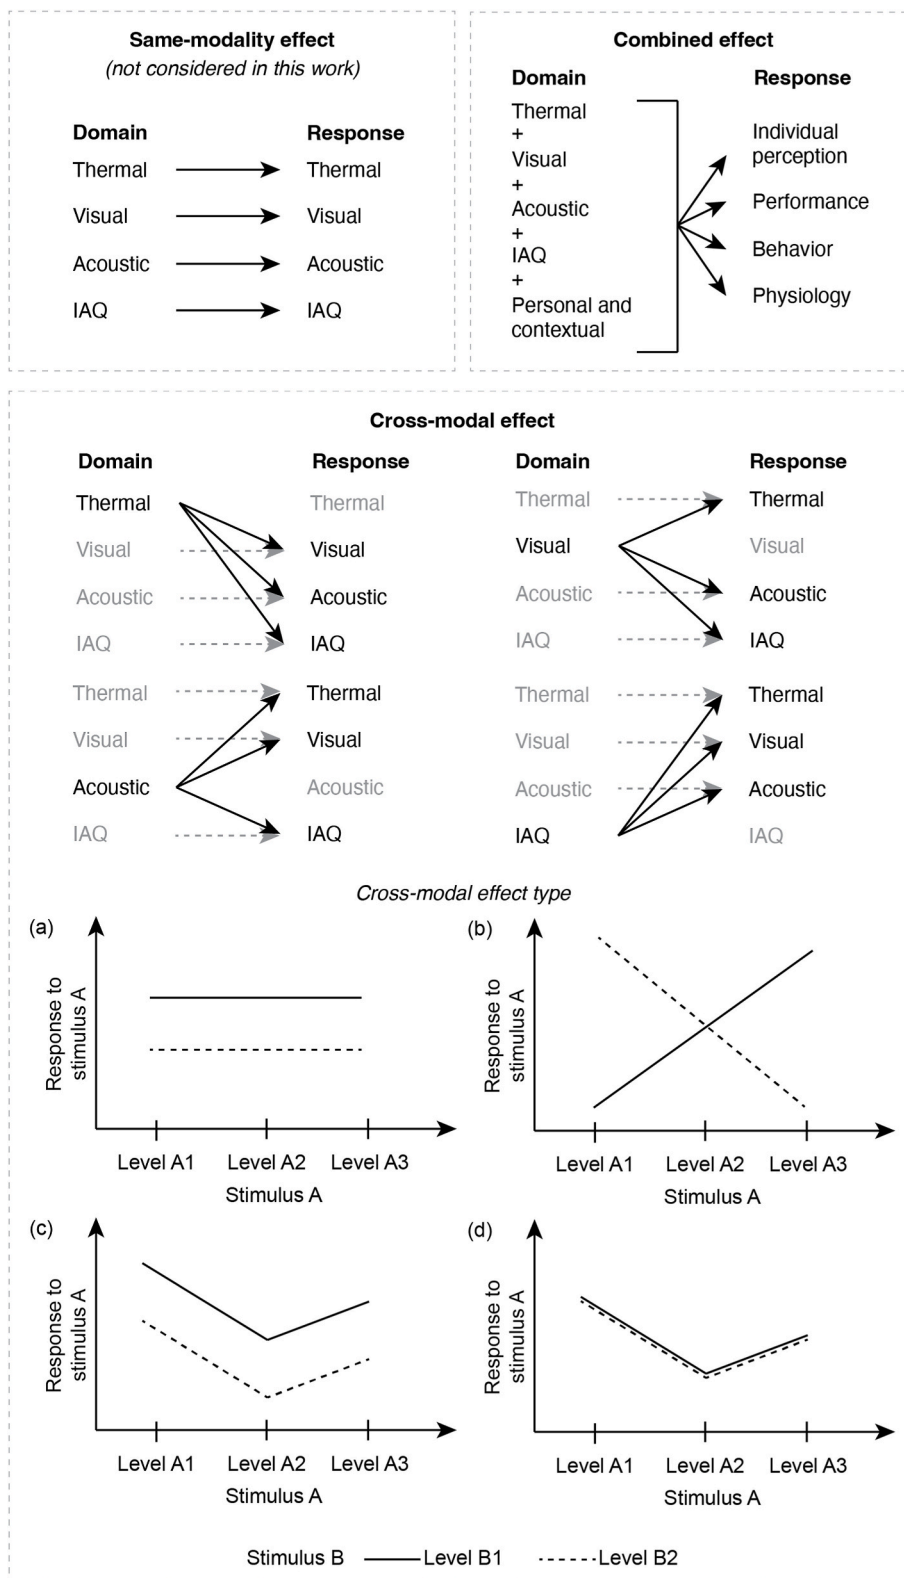 Same-modality effect
(not considered in this work)
Domain Response
Thermal Thermal
Visual Visual
Acoustic Acoustic
IAQ IAQ
Combined effect
Domain Response
Thermal
+
Visual
+
Acoustic
+
IAQ
+
Personal and
contextual
Individual
perception
Performance
Behavior
Physiology
Cross-modal effect
Domain Response
Thermal Thermal
Visual Visual
Acoustic Acoustic
IAQ IAQ
Domain Response
Thermal Thermal
Visual Visual
Acoustic Acoustic
IAQ IAQ
Thermal Thermal
Visual Visual
Acoustic Acoustic
IAQ IAQ
Thermal Thermal
Visual Visual
Acoustic Acoustic
IAQ IAQ
Cross-modal effect type
(a)
Response to
stimulus A
Level A1 Level A2 Level A3
Stimulus A
(b)
Response to
stimulus A
Level A1 Level A2 Level A3
Stimulus A
(c)
Response to
stimulus A
Level A1 Level A2 Level A3
Stimulus A
(d)
Response to
stimulus A
Level A1 Level A2 Level A3
Stimulus A
Stimulus B Level B1 Level B2